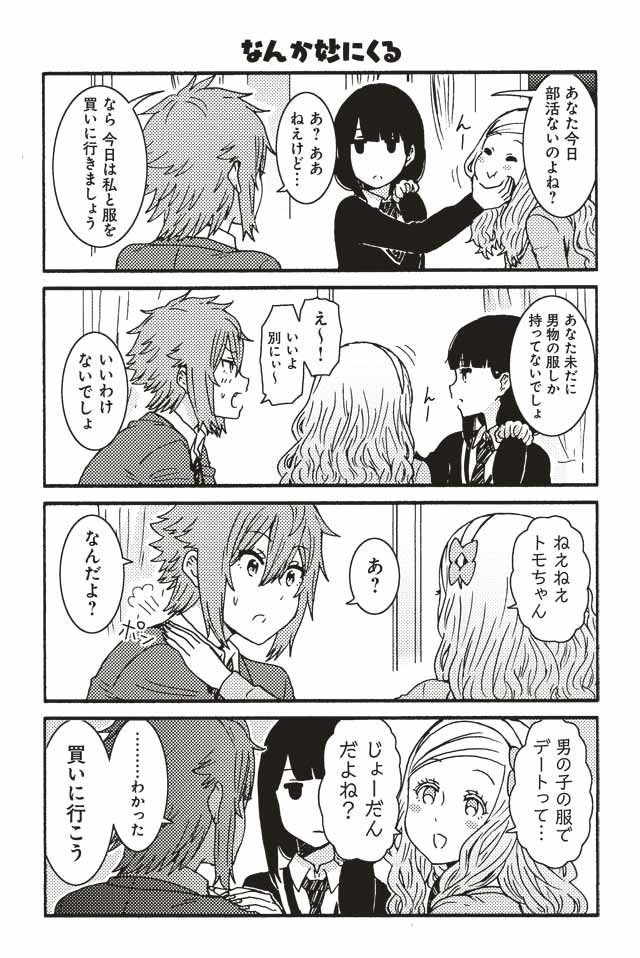 なんか妙にくる
あなた今日
部活ないのよね?
あ?ああ
ねえけど…
なら 今日は私と服を
買いに行きましょう
むーん
あなた未だに
男物の服しか
持ってないでしょ
え〜!
いいよ
別にぃ〜
いいわけ
ないでしょ
ねえねえ
トモちゃん
あ?
なんだよ?
ポン
男の子の服で
デートって…
じょーだん
だよね?
………わかった
買いに行こう